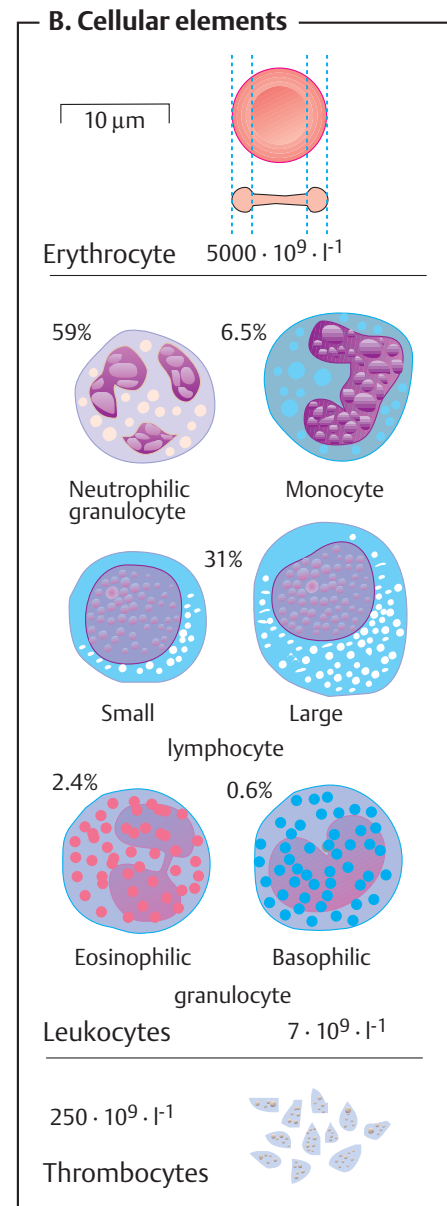 B. Cellular elements
10 μm
Erythrocyte 5000 · 10⁹ · l⁻¹
59% 6.5%
Neutrophilic granulocyte
Monocyte
31%
Small Large
lymphocyte
2.4% 0.6%
Eosinophilic Basophilic
granulocyte
Leukocytes 7 · 10⁹ · l⁻¹
250 · 10⁹ · l⁻¹
Thrombocytes